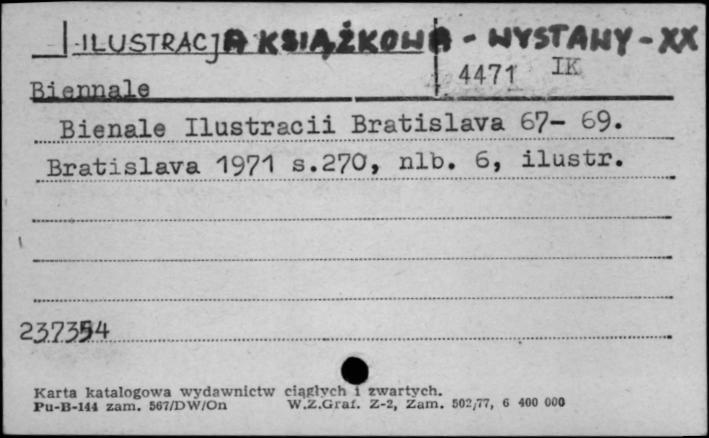 ILUSTRACJA KSIĄŻKOWA - WYSTAWY - XX
4471 IK
Biennale
Bienale Ilustracii Bratislava 67- 69.
Bratislava 1971 s.270, nlb. 6, ilustr.
237354
Karta katalogowa wydawnictw ciągłych i zwartych.
Pu-B-144 zam. 567/DW/On W.Z.Graf. Z-2, Zam. 502/77, 6 400 000